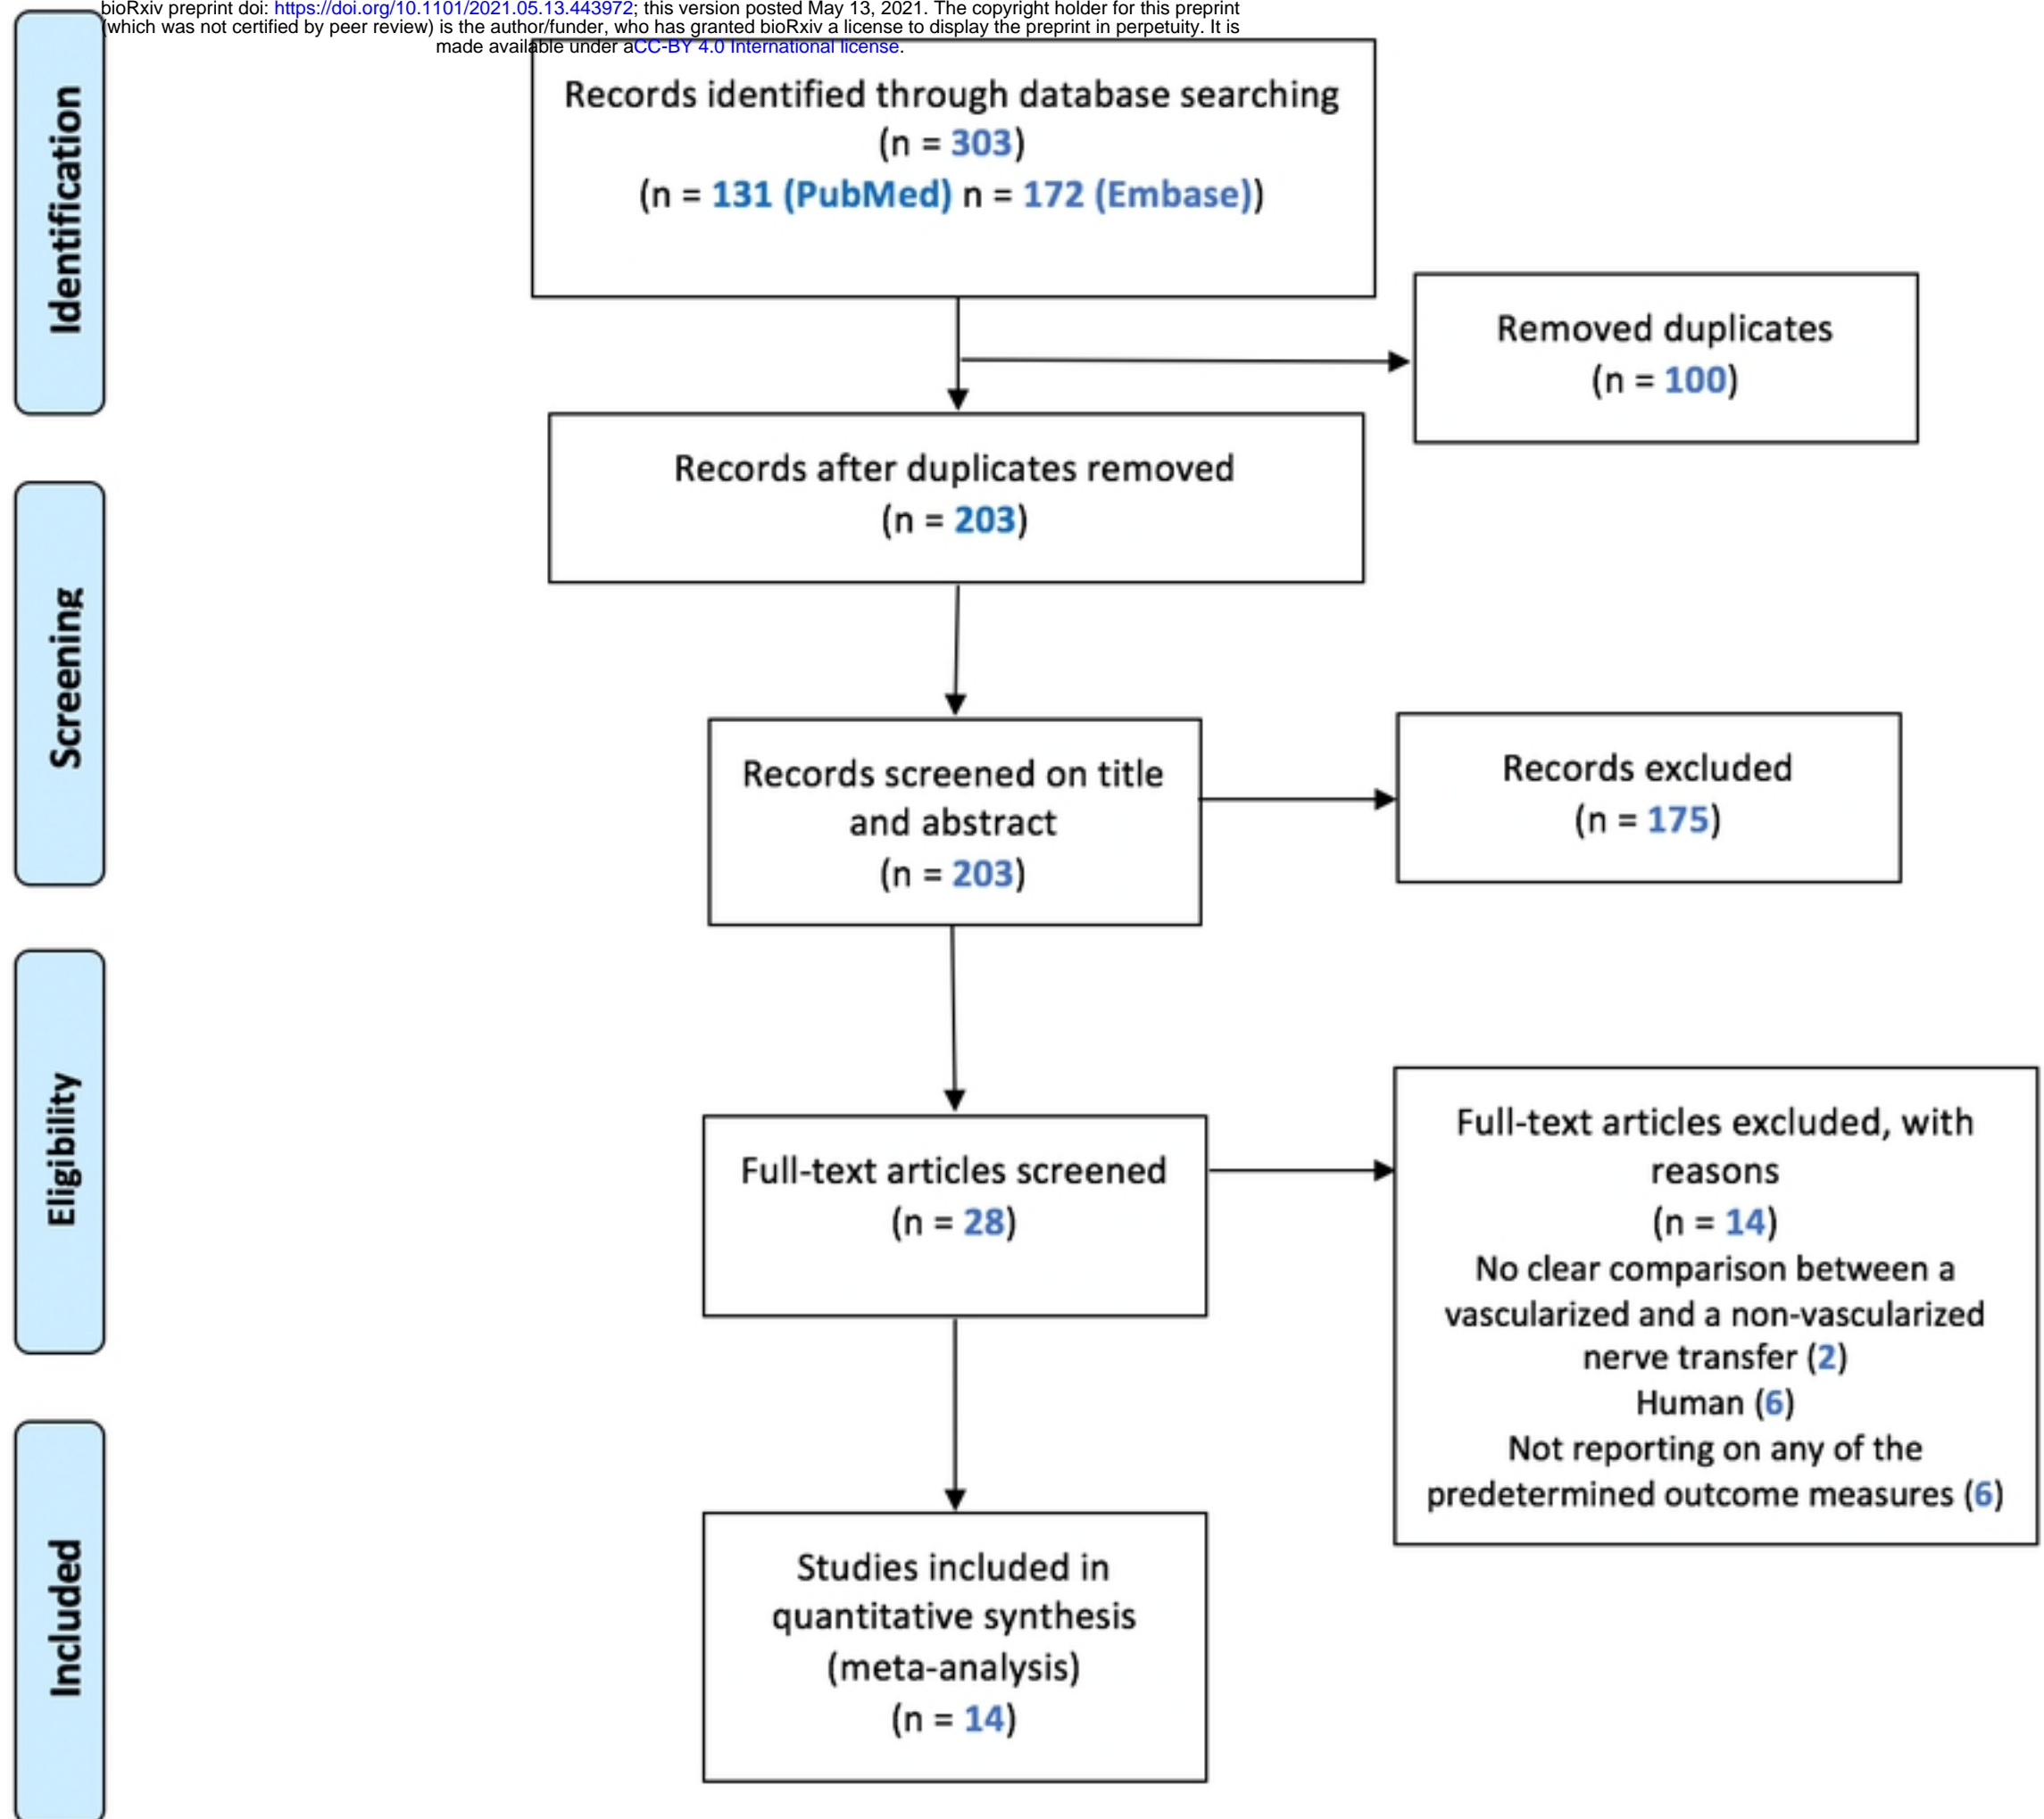 bioRxiv preprint doi: https://doi.org/10.1101/2021.05.13.443972; this version posted May 13, 2021. The copyright holder for this preprint
(which was not certified by peer review) is the author/funder, who has granted bioRxiv a license to display the preprint in perpetuity. It is
made available under aCC-BY 4.0 International license.
Identification
Records identified through database searching
(n = 303)
(n = 131 (PubMed) n = 172 (Embase))
Removed duplicates
(n = 100)
Records after duplicates removed
(n = 203)
Screening
Records screened on title
and abstract
(n = 203)
Records excluded
(n = 175)
Eligibility
Full-text articles screened
(n = 28)
Full-text articles excluded, with
reasons
(n = 14)
No clear comparison between a
vascularized and a non-vascularized
nerve transfer (2)
Human (6)
Not reporting on any of the
predetermined outcome measures (6)
Included
Studies included in
quantitative synthesis
(meta-analysis)
(n = 14)